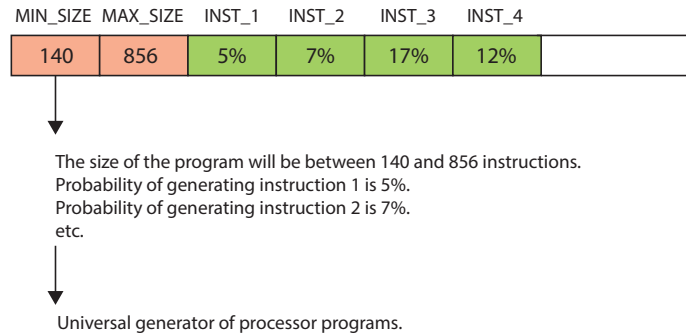 MIN_SIZE MAX_SIZE INST_1 INST_2 INST_3 INST_4
140 856 5% 7% 17% 12%
The size of the program will be between 140 and 856 instructions.
Probability of generating instruction 1 is 5%.
Probability of generating instruction 2 is 7%.
etc.
Universal generator of processor programs.